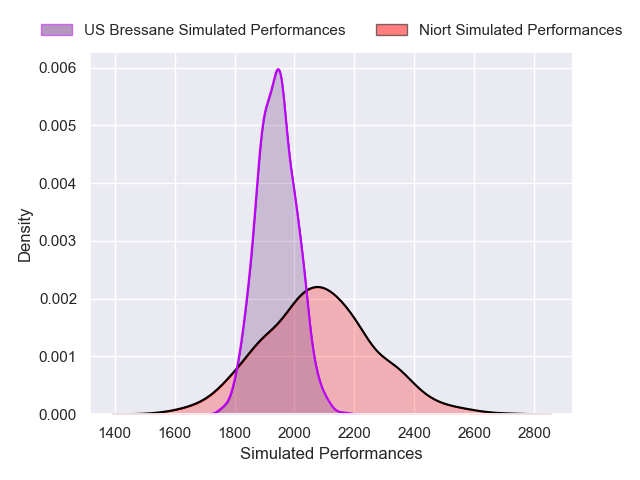 US Bressane Simulated Performances Niort Simulated Performances
0.006
0.005
0.004
0.003
0.002
0.001
0.000
Density
1400 1600 1800 2000 2200 2400 2600 2800
Simulated Performances